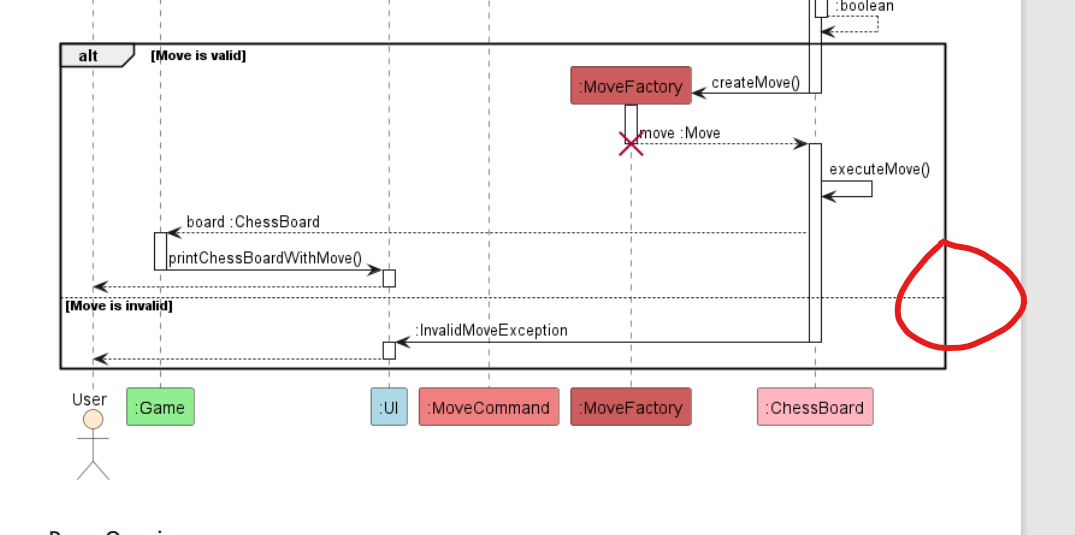 :boolean
alt [Move is valid]
:MoveFactory createMove()
move :Move
executeMove()
board :ChessBoard
printChessBoardWithMove()
[Move is invalid]
:InvalidMoveException
User :Game :UI :MoveCommand :MoveFactory :ChessBoard